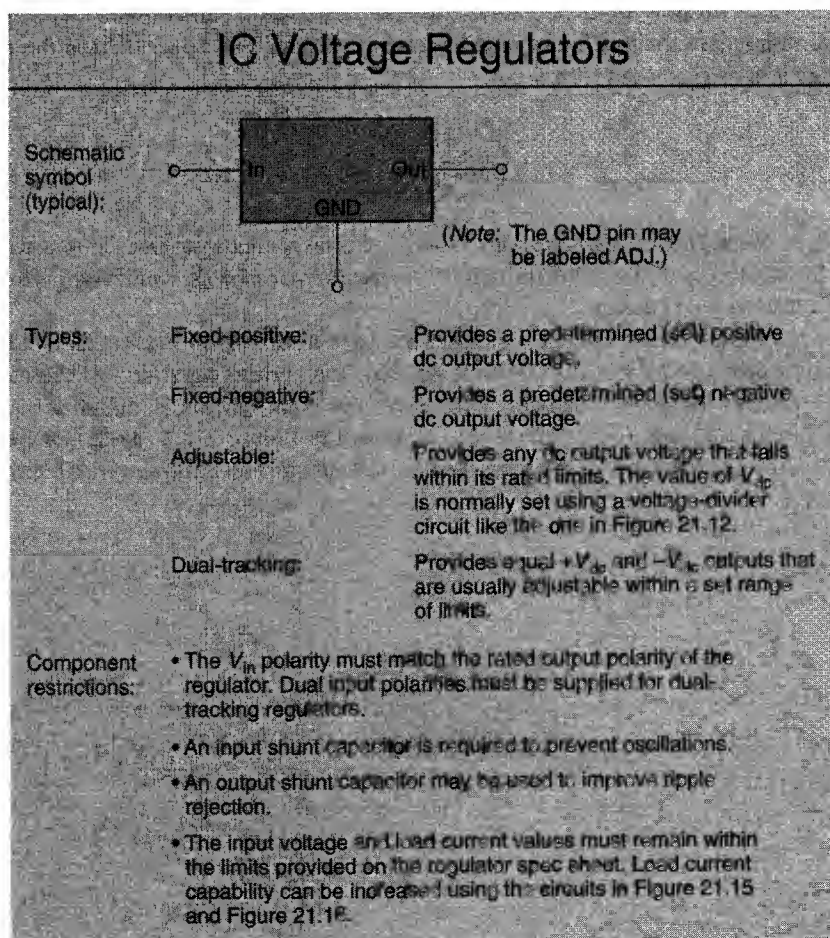 IC Voltage Regulators
Schematic
symbol
(typical):
In
Out
GND
(Note: The GND pin may
be labeled ADJ.)
Types:
Fixed-positive:
Provides a predetermined (set) positive
dc output voltage.
Fixed-negative:
Provides a predetermined (set) negative
dc output voltage.
Adjustable:
Provides any dc output voltage that falls
within its rated limits. The value of Vdc
is normally set using a voltage-divider
circuit like the one in Figure 21.12.
Dual-tracking:
Provides equal +Vdc and −Vdc outputs that
are usually adjustable within a set range
of limits.
Component
restrictions:
• The Vin polarity must match the rated output polarity of the
regulator. Dual input polarities must be supplied for dual-
tracking regulators.
• An input shunt capacitor is required to prevent oscillations.
• An output shunt capacitor may be used to improve ripple
rejection.
• The input voltage and load current values must remain within
the limits provided on the regulator spec sheet. Load current
capability can be increased using the circuits in Figure 21.15
and Figure